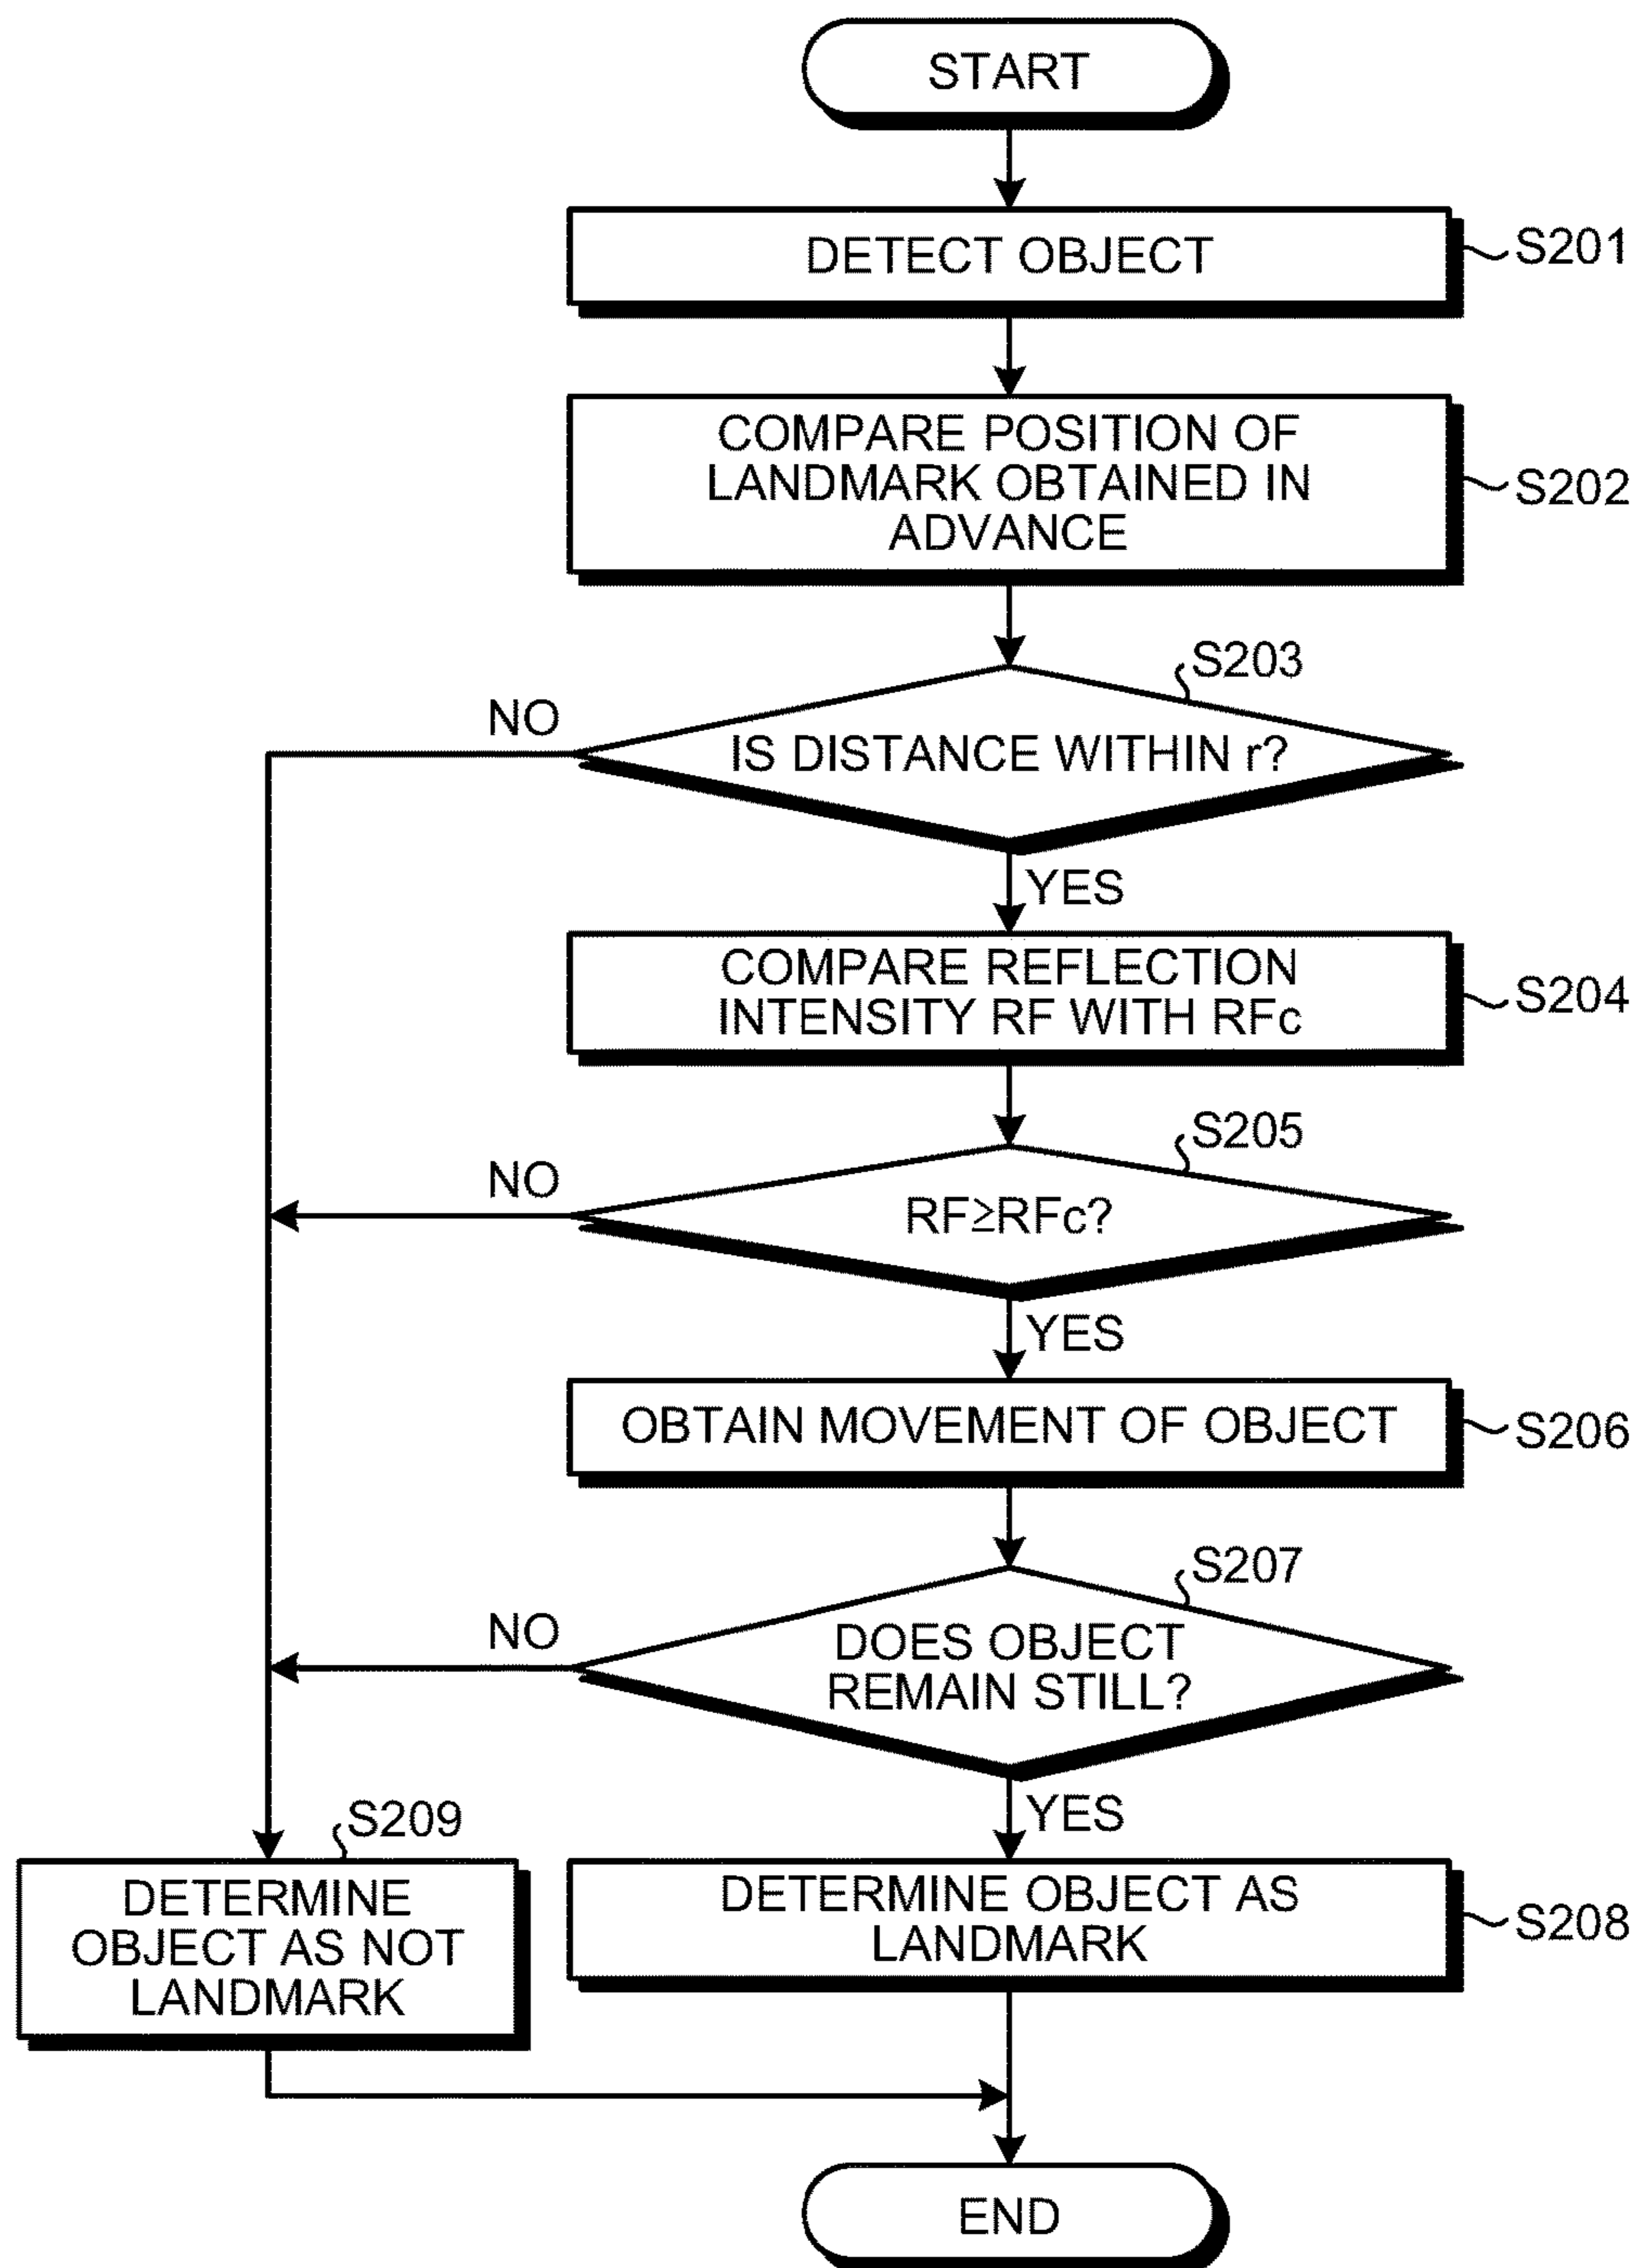 START
DETECT OBJECT
S201
COMPARE POSITION OF
LANDMARK OBTAINED IN
ADVANCE
S202
S203
NO
IS DISTANCE WITHIN r?
YES
COMPARE REFLECTION
INTENSITY RF WITH RFc
S204
S205
NO
RF≥RFc?
YES
OBTAIN MOVEMENT OF OBJECT
S206
S207
NO
DOES OBJECT
REMAIN STILL?
YES
S209
DETERMINE
OBJECT AS NOT
LANDMARK
DETERMINE OBJECT AS
LANDMARK
S208
END